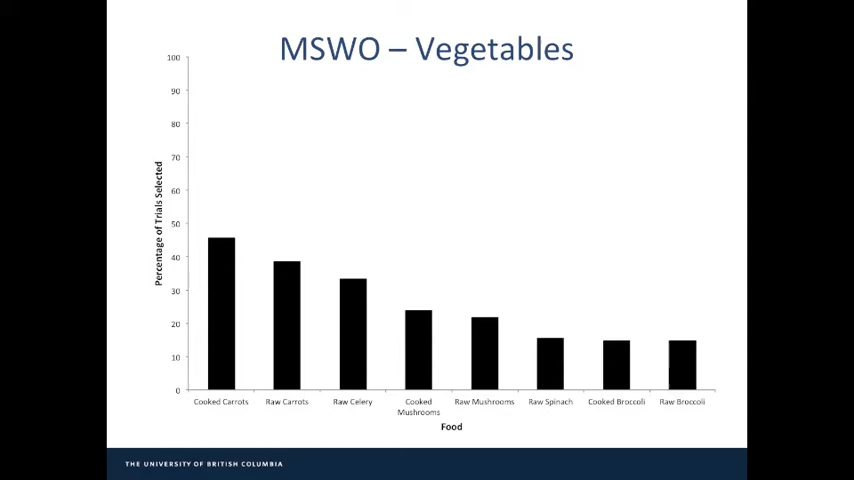 MSWO – Vegetables
100
90
80
70
60
50
40
30
20
10
0
Percentage of Trials Selected
Cooked Carrots
Raw Carrots
Raw Celery
Cooked
Mushrooms
Raw Mushrooms
Raw Spinach
Cooked Broccoli
Raw Broccoli
Food
THE UNIVERSITY OF BRITISH COLUMBIA